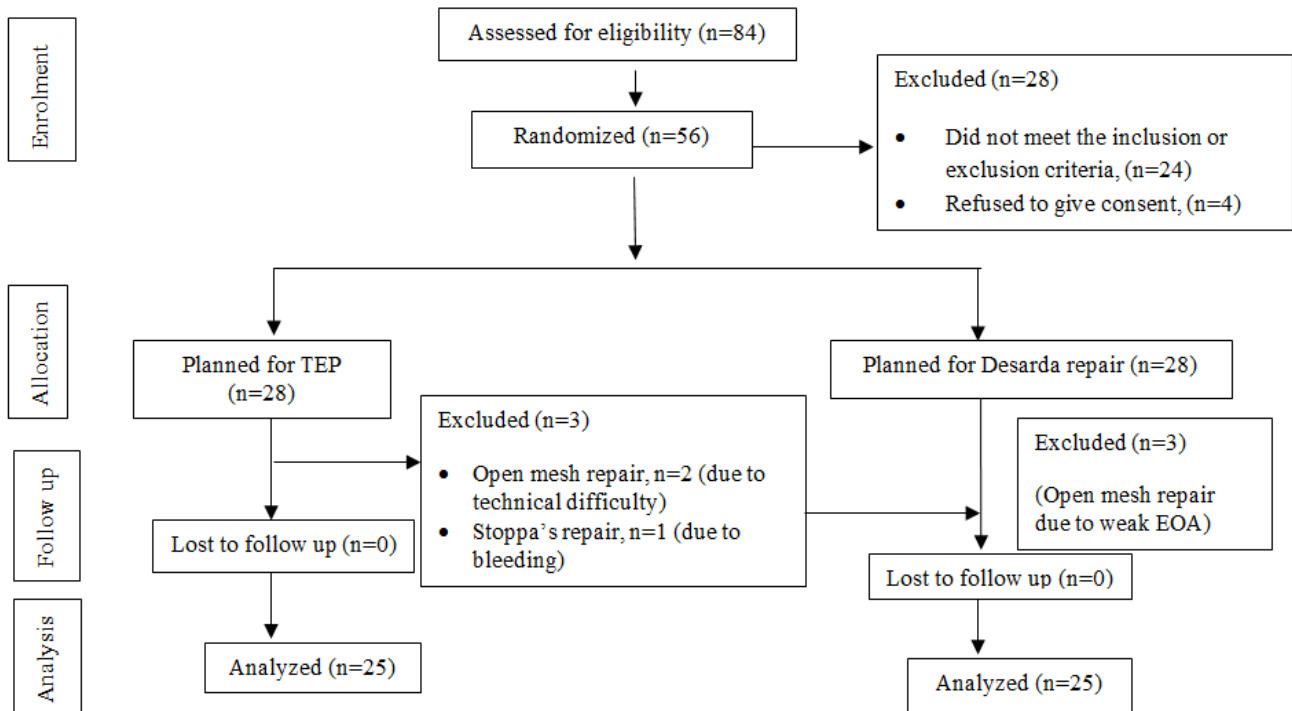 Enrolment
Assessed for eligibility (n=84)
Randomized (n=56)
Excluded (n=28)
• Did not meet the inclusion or
exclusion criteria, (n=24)
• Refused to give consent, (n=4)
Allocation
Planned for TEP
(n=28)
Planned for Desarda repair (n=28)
Excluded (n=3)
• Open mesh repair, n=2 (due to
technical difficulty)
• Stoppa’s repair, n=1 (due to
bleeding)
Excluded (n=3)
(Open mesh repair
due to weak EOA)
Follow up
Lost to follow up (n=0)
Lost to follow up (n=0)
Analysis
Analyzed (n=25)
Analyzed (n=25)